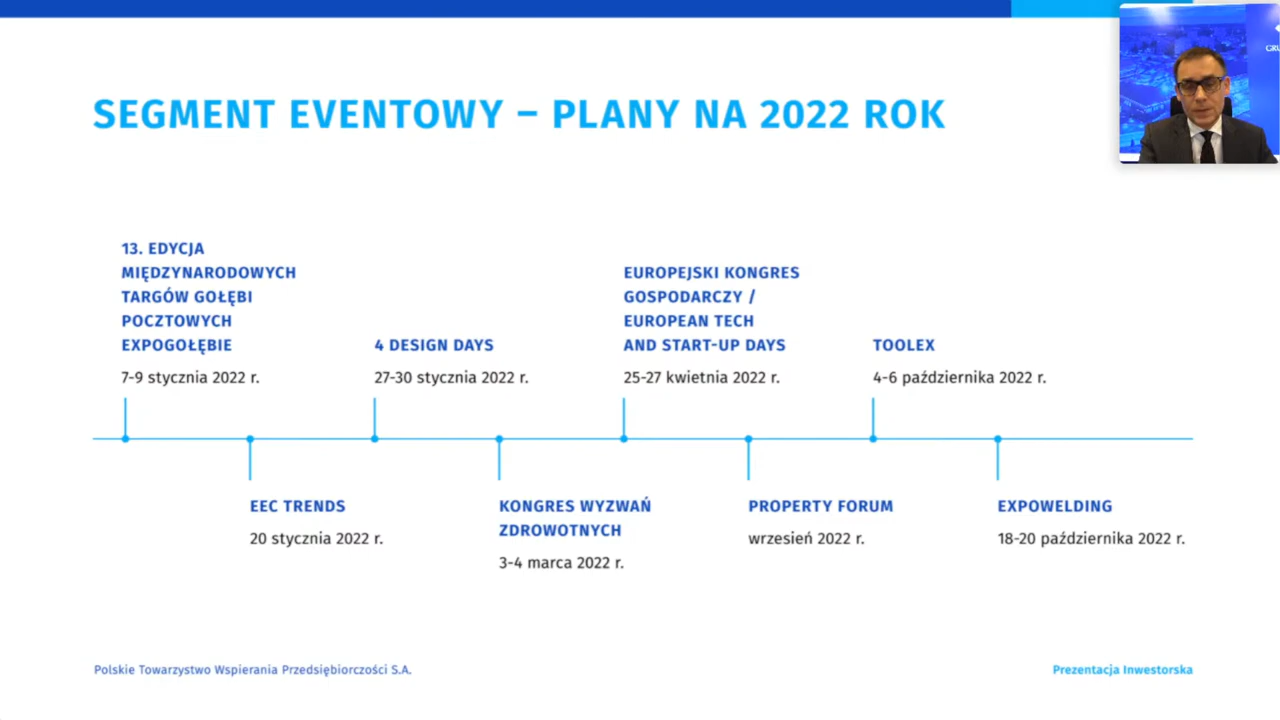 SEGMENT EVENTOWY – PLANY NA 2022 ROK
13. EDYCJA
MIĘDZYNARODOWYCH
TARGÓW GOŁĘBI
POCZTOWYCH
EXPOGOŁĘBIE
7-9 stycznia 2022 r.
4 DESIGN DAYS
27-30 stycznia 2022 r.
EUROPEJSKI KONGRES
GOSPODARCZY /
EUROPEAN TECH
AND START-UP DAYS
25-27 kwietnia 2022 r.
TOOLEX
4-6 października 2022 r.
EEC TRENDS
20 stycznia 2022 r.
KONGRES WYZWAŃ
ZDROWOTNYCH
3-4 marca 2022 r.
PROPERTY FORUM
wrzesień 2022 r.
EXPOWELDING
18-20 października 2022 r.
Polskie Towarzystwo Wspierania Przedsiębiorczości S.A.
Prezentacja Inwestorska